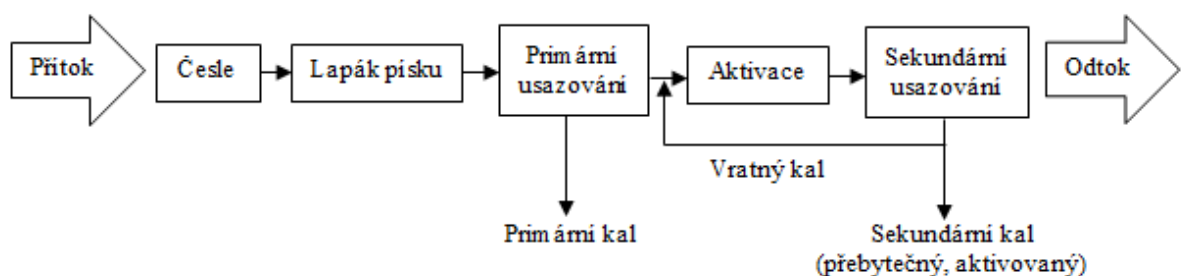 Přítok
Česle
Lapák písku
Primární
usazování
Aktivace
Sekundární
usazování
Odtok
Vratný kal
Primární kal
Sekundární kal
(přebytečný, aktivovaný)